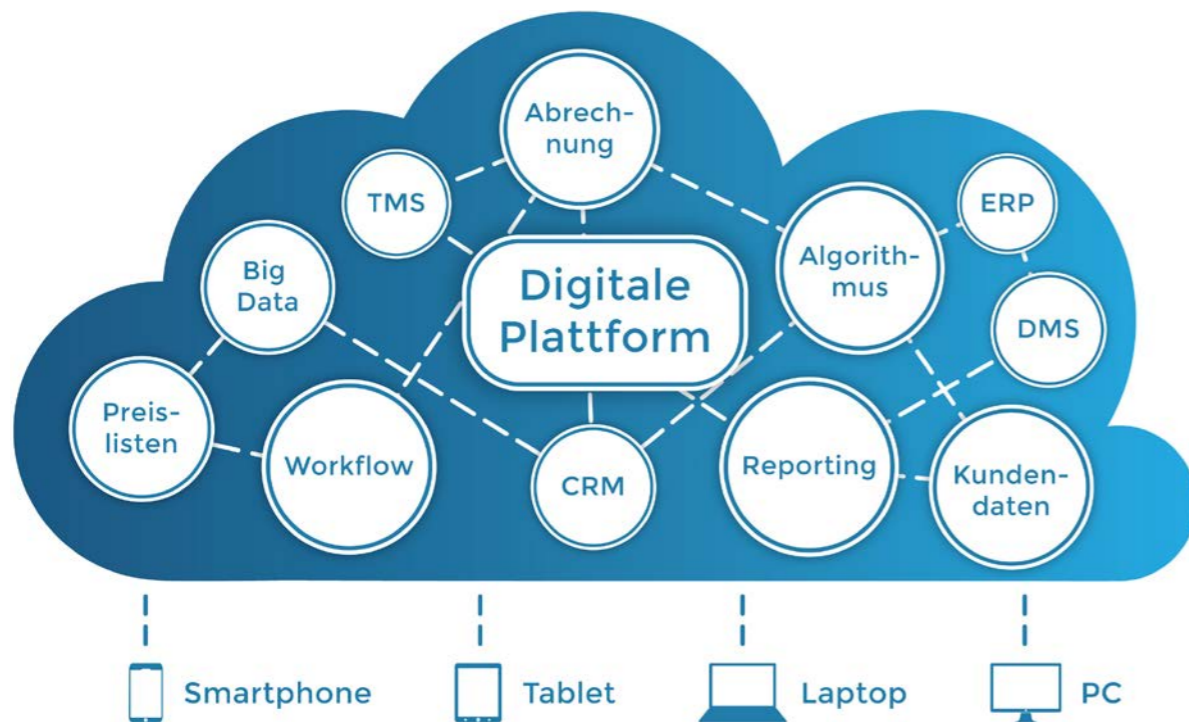 Abrech-
nung
TMS
ERP
Big
Data
Digitale
Plattform
Algorith-
mus
DMS
Preis-
listen
Workflow
CRM
Reporting
Kunden-
daten
Smartphone
Tablet
Laptop
PC